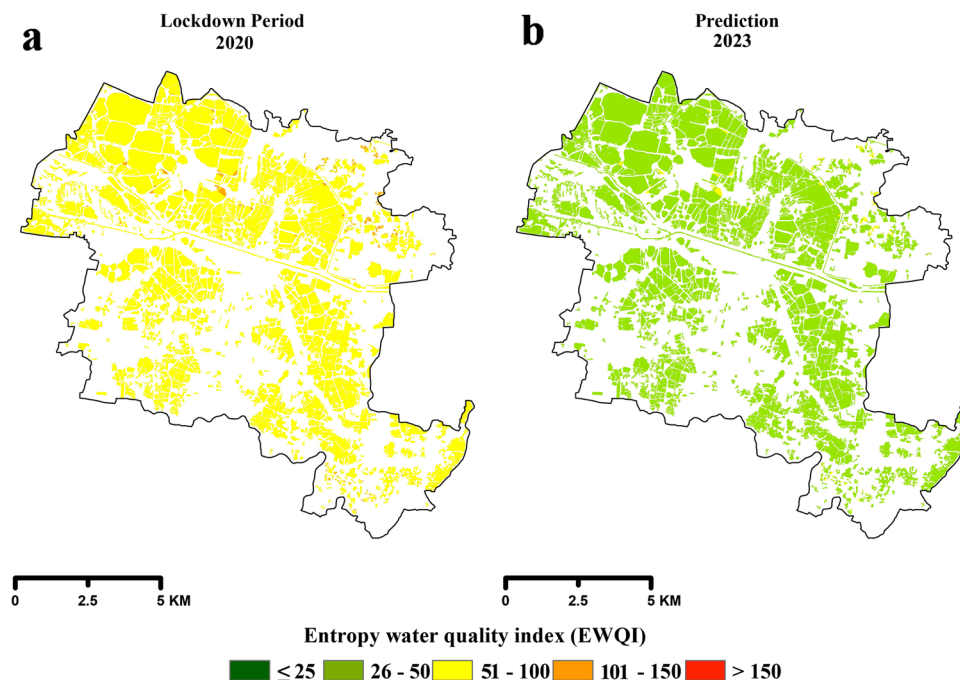 a
Lockdown Period
2020
b
Prediction
2023
0 2.5 5 KM
0 2.5 5 KM
Entropy water quality index (EWQI)
≤ 25 26 - 50 51 - 100 101 - 150 > 150